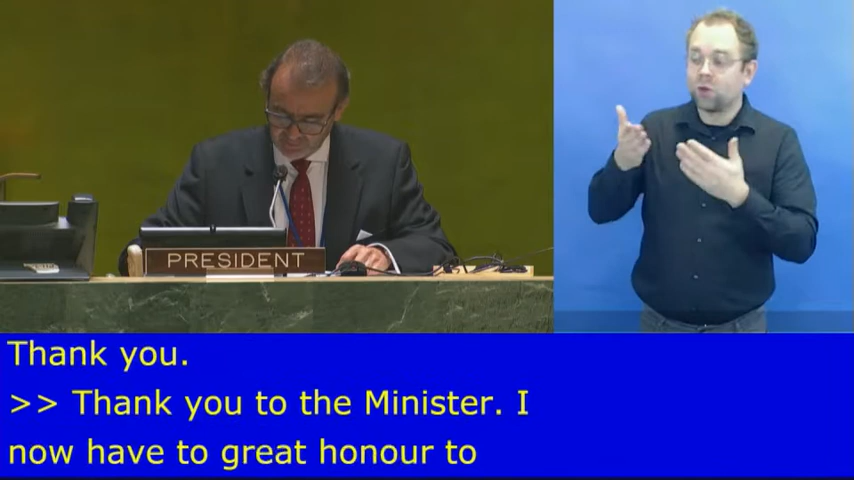 PRESIDENT
Thank you.
>> Thank you to the Minister. I
now have to great honour to